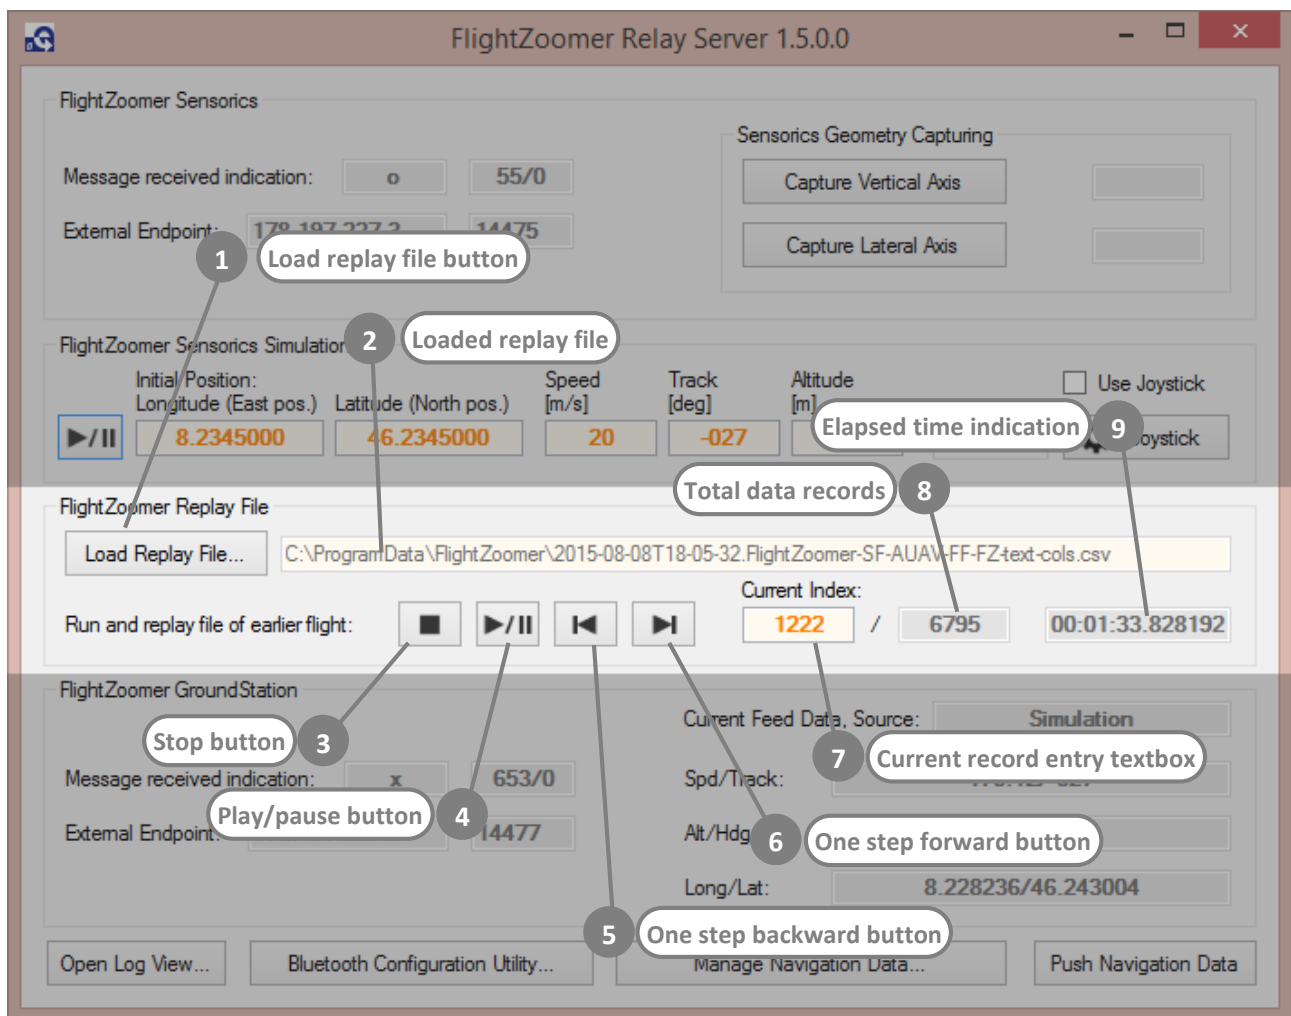 FlightZoomer Relay Server 1.5.0.0
FlightZoomer Sensorics
Sensorics Geometry Capturing
Message received indication: o 55/0
Capture Vertical Axis
External Endpoint: 14475
1 Load replay file button
Capture Lateral Axis
2 Loaded replay file
FlightZoomer Sensorics Simulation
Initial Position:
Longitude (East pos.) Latitude (North pos.) Speed [m/s] Track [deg] Altitude [m] Use Joystick
8.2345000 46.2345000 20 -027
Elapsed time indication 9
Joystick
Total data records 8
FlightZoomer Replay File
Load Replay File... C:\ProgramData\FlightZoomer\2015-08-08T18-05-32.FlightZoomer-SF-AUAV-FF-FZ-text-cols.csv
Current Index:
Run and replay file of earlier flight: 1222 / 6795 00:01:33.828192
FlightZoomer GroundStation
Current Feed Data, Source: Simulation
Stop button 3
7 Current record entry textbox
Message received indication: x 653/0
Spd/Track:
Play/pause button 4
External Endpoint: 14477
Alt/Hdg
6 One step forward button
Long/Lat: 8.228236/46.243004
5 One step backward button
Open Log View... Bluetooth Configuration Utility... Manage Navigation Data... Push Navigation Data